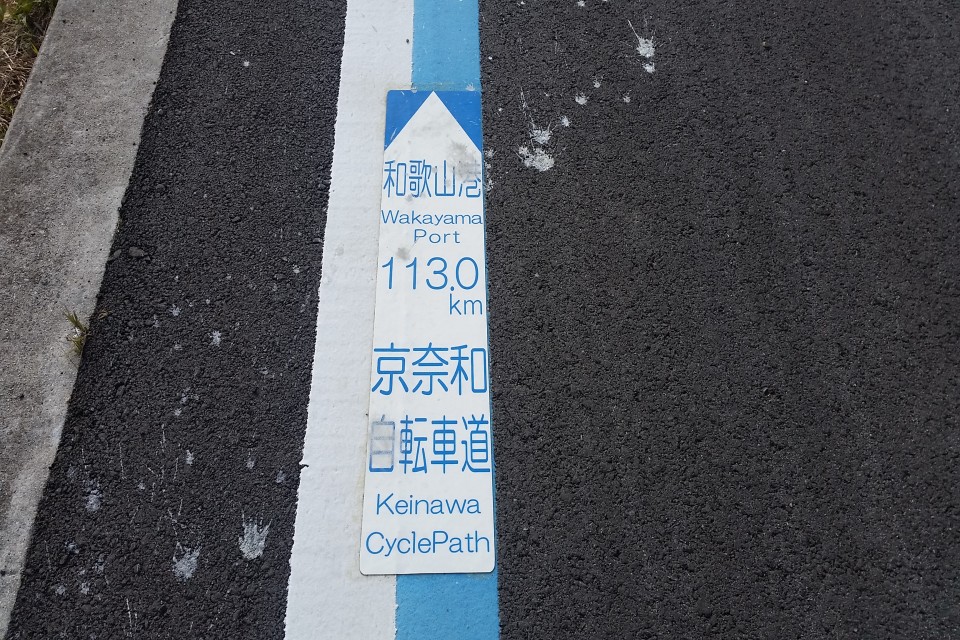 和歌山港
Wakayama
Port
113.0
km
京奈和
自転車道
Keinawa
CyclePath